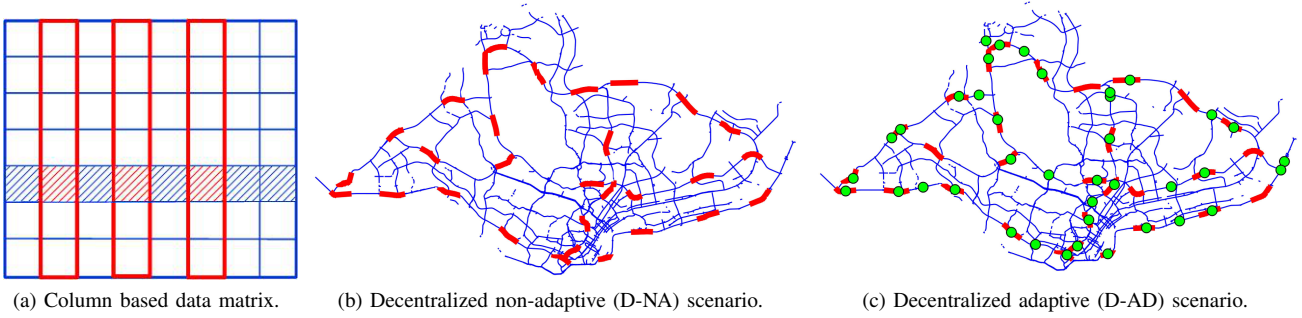 (a) Column based data matrix.
(b) Decentralized non-adaptive (D-NA) scenario.
(c) Decentralized adaptive (D-AD) scenario.